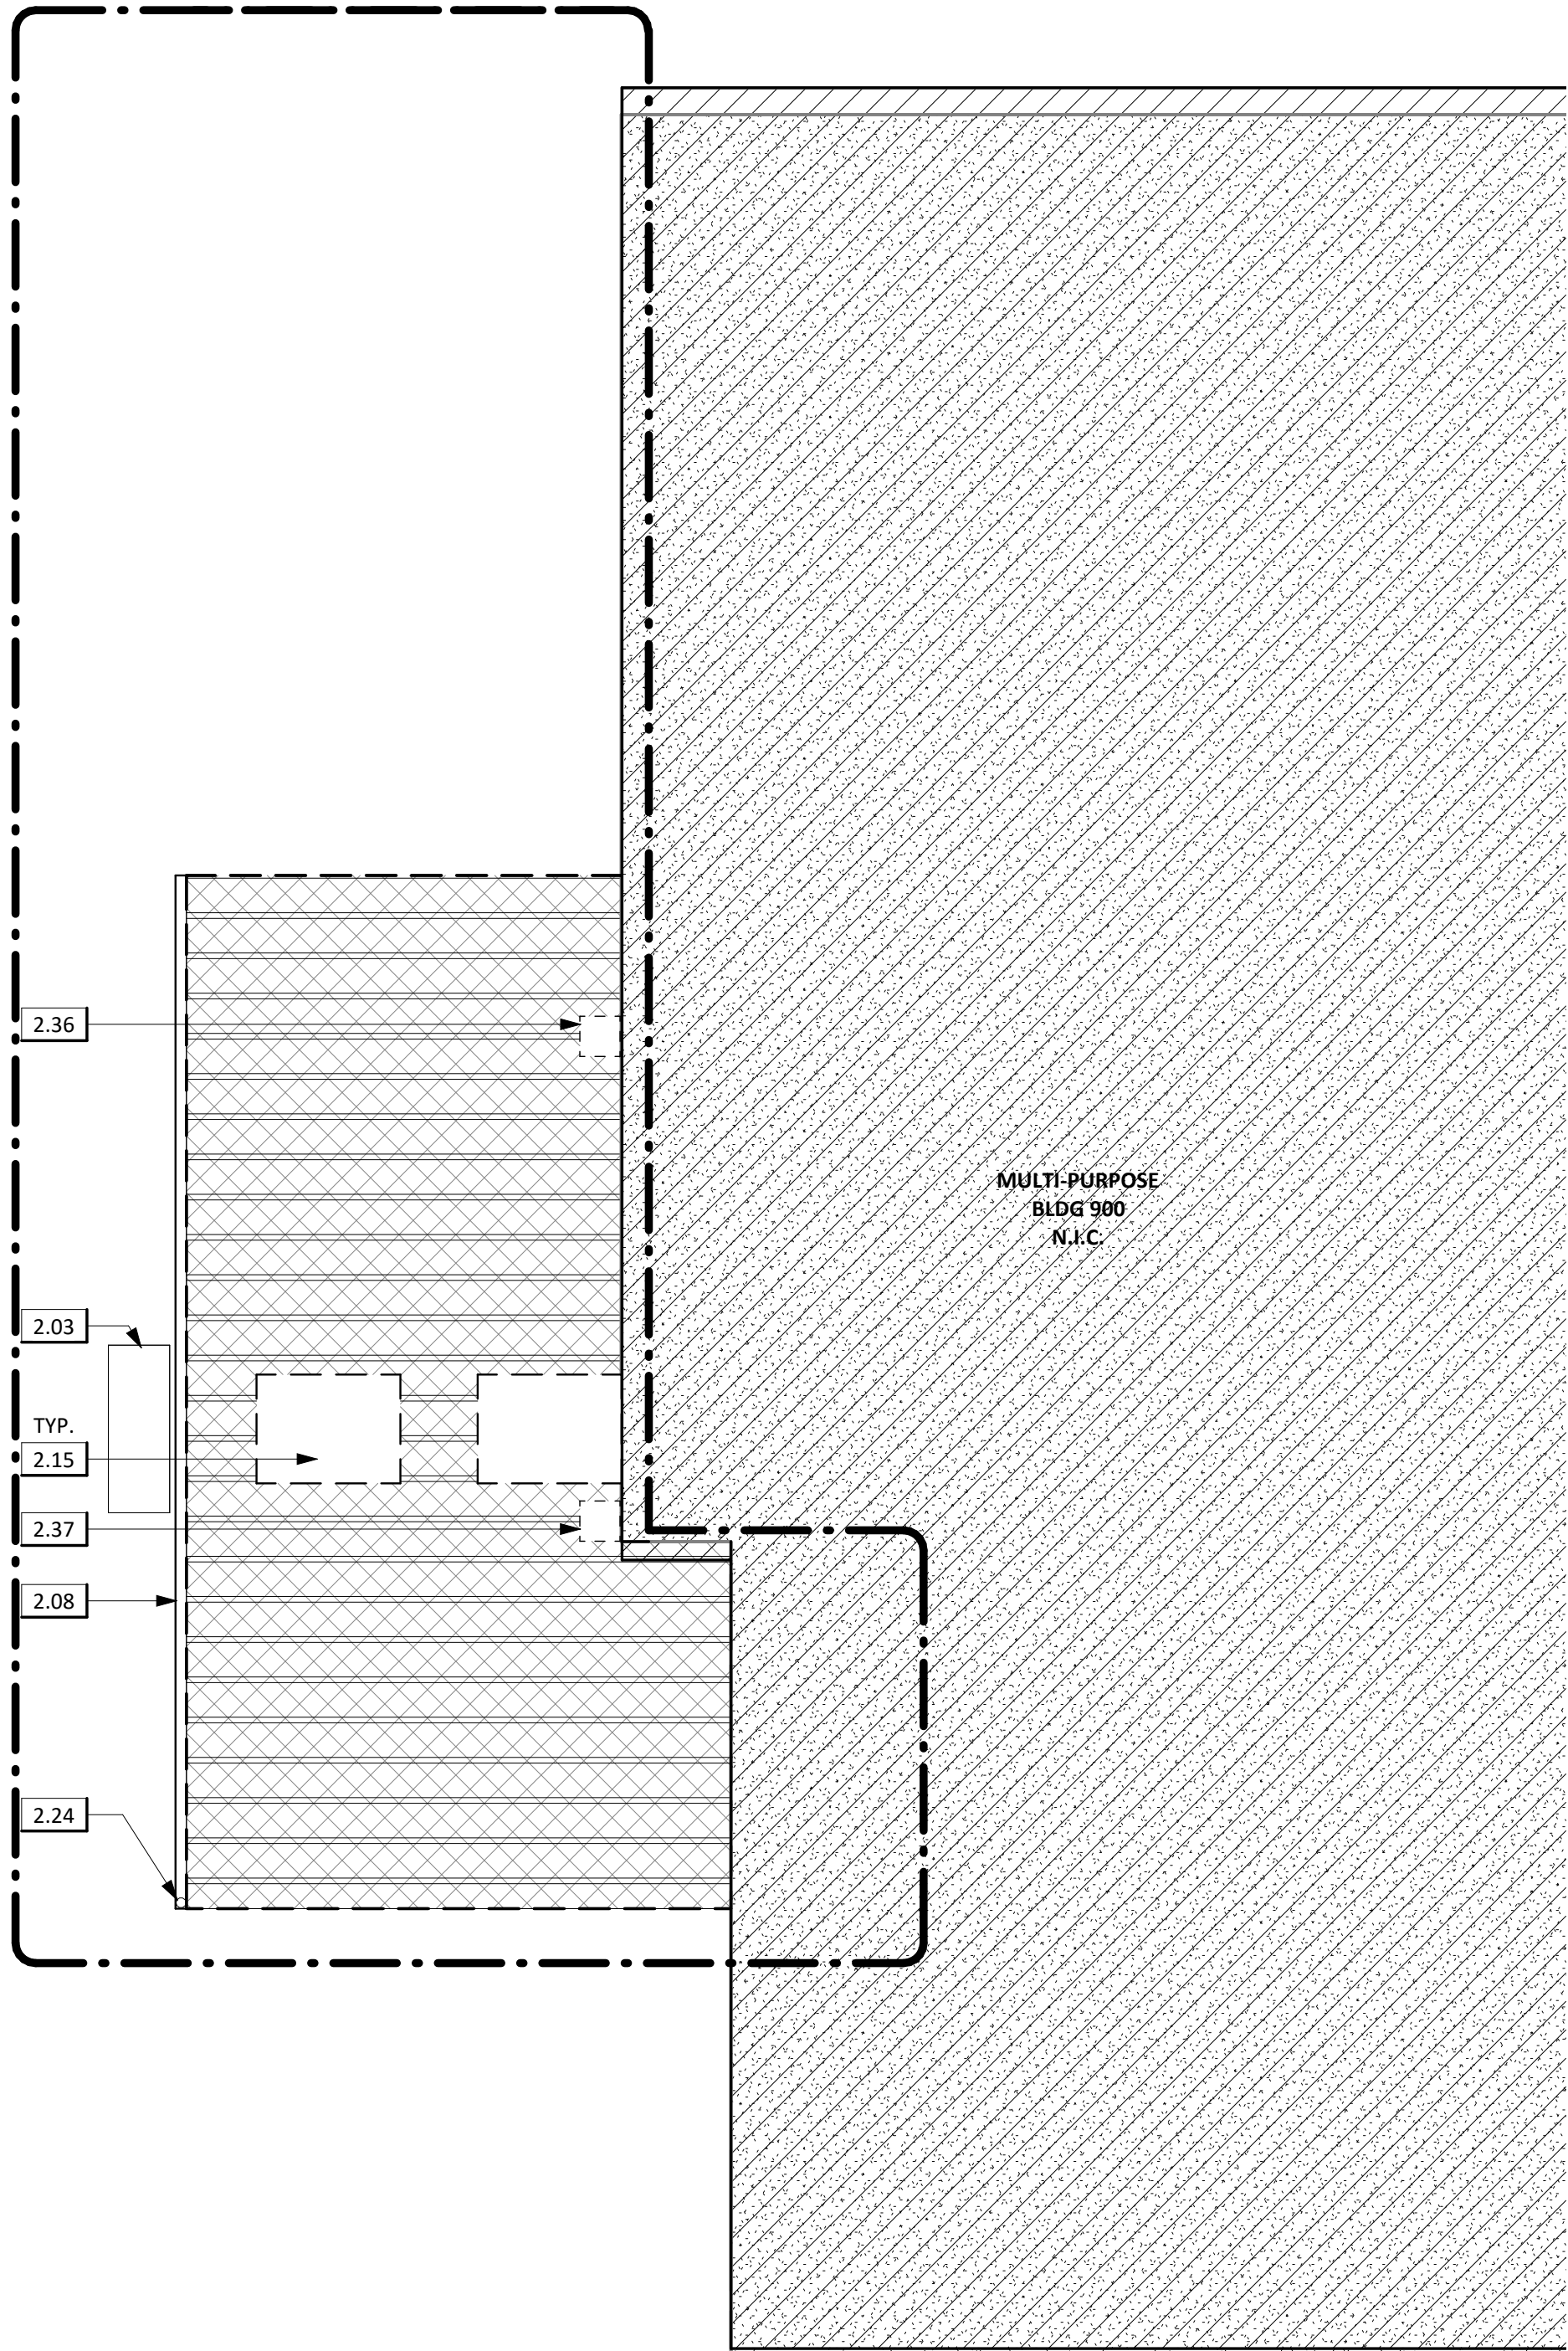 2.36
MULTI-PURPOSE
BLDG 900
N.I.C.
2.03
TYP.
2.15
2.37
2.08
2.24